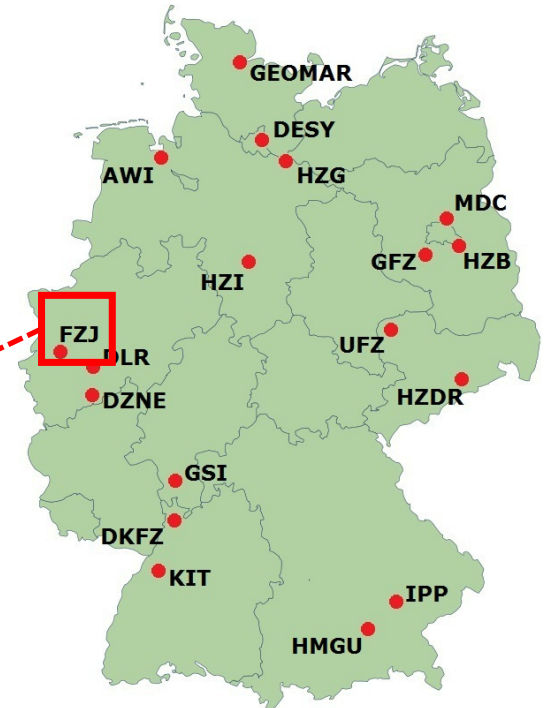 GEOMAR
DESY
AWI
HZG
MDC
GFZ
HZB
HZI
FZJ
UFZ
DLR
HZDR
DZNE
GSI
DKFZ
KIT
IPP
HMGU